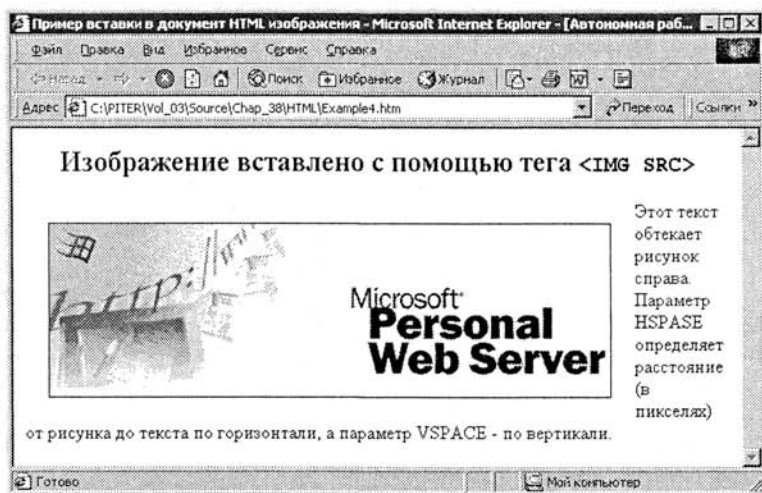 Пример вставки в документ HTML изображения - Microsoft Internet Explorer - [Автономная раб...
Файл Правка Вид Избранное Сервис Справка
Назад Поиск Избранное Журнал
Адрес C:\PITER\Vol_03\Source\Chap_38\HTML\Example4.htm Переход Ссылки »
Изображение вставлено с помощью тега <IMG SRC>
http:
Microsoft
Personal
Web Server
Этот текст
обтекает
рисунок
справа.
Параметр
HSPASE
определяет
расстояние
(в
пикселях)
от рисунка до текста по горизонтали, а параметр VSPACE - по вертикали.
Готово Мой компьютер